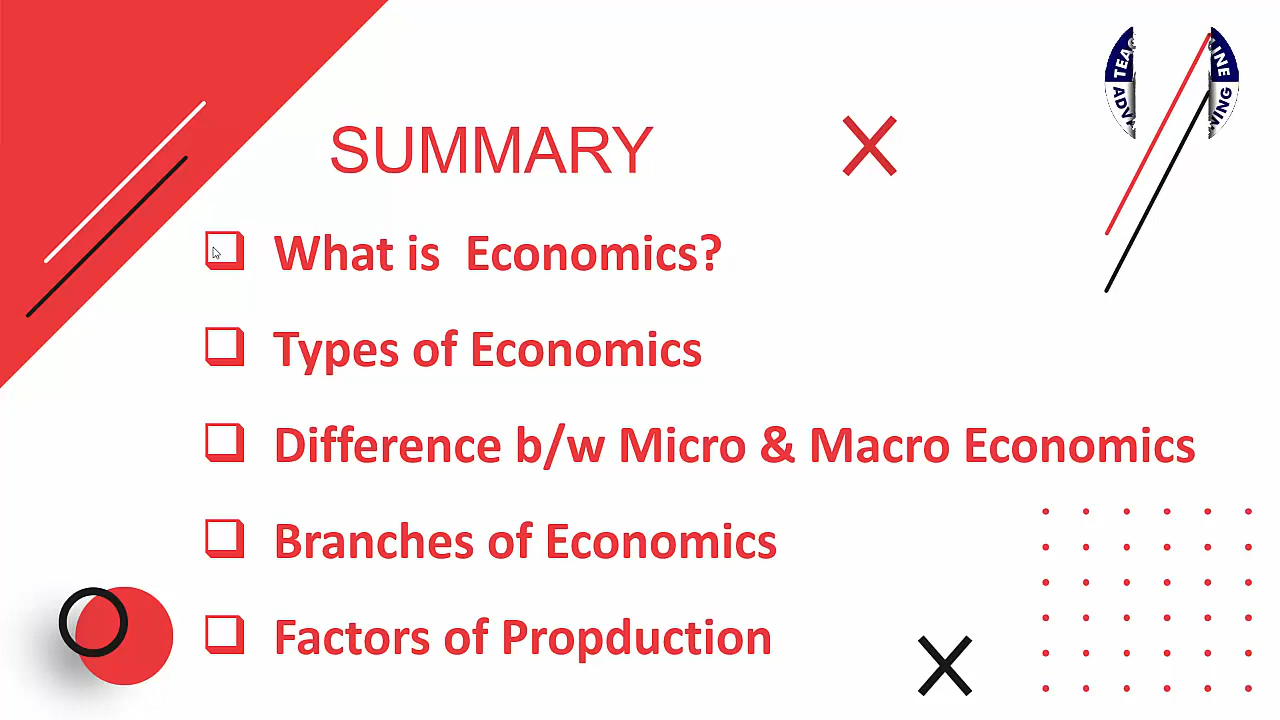 SUMMARY
What is Economics?
Types of Economics
Difference b/w Micro & Macro Economics
Branches of Economics
Factors of Propduction